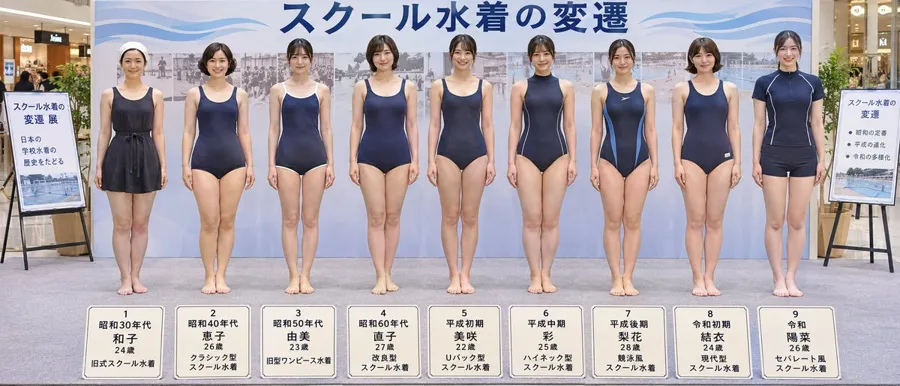 スクール水着の変遷
スクール水着の
変遷 展
日本の
学校水着の
歴史をたどる
スクール水着の
変遷
● 昭和の定番
● 平成の進化
● 令和の多様化
1
昭和30年代
和子
24歳
旧式スクール水着
2
昭和40年代
恵子
26歳
クラシック型
スクール水着
3
昭和50年代
由美
23歳
旧型ワンピース水着
4
昭和60年代
直子
27歳
改良型
スクール水着
5
平成初期
美咲
22歳
Uバック型
スクール水着
6
平成中期
彩
25歳
ハイネック型
スクール水着
7
平成後期
梨花
28歳
競泳風
スクール水着
8
令和初期
結衣
24歳
現代型
スクール水着
9
令和
陽菜
26歳
セパレート風
スクール水着